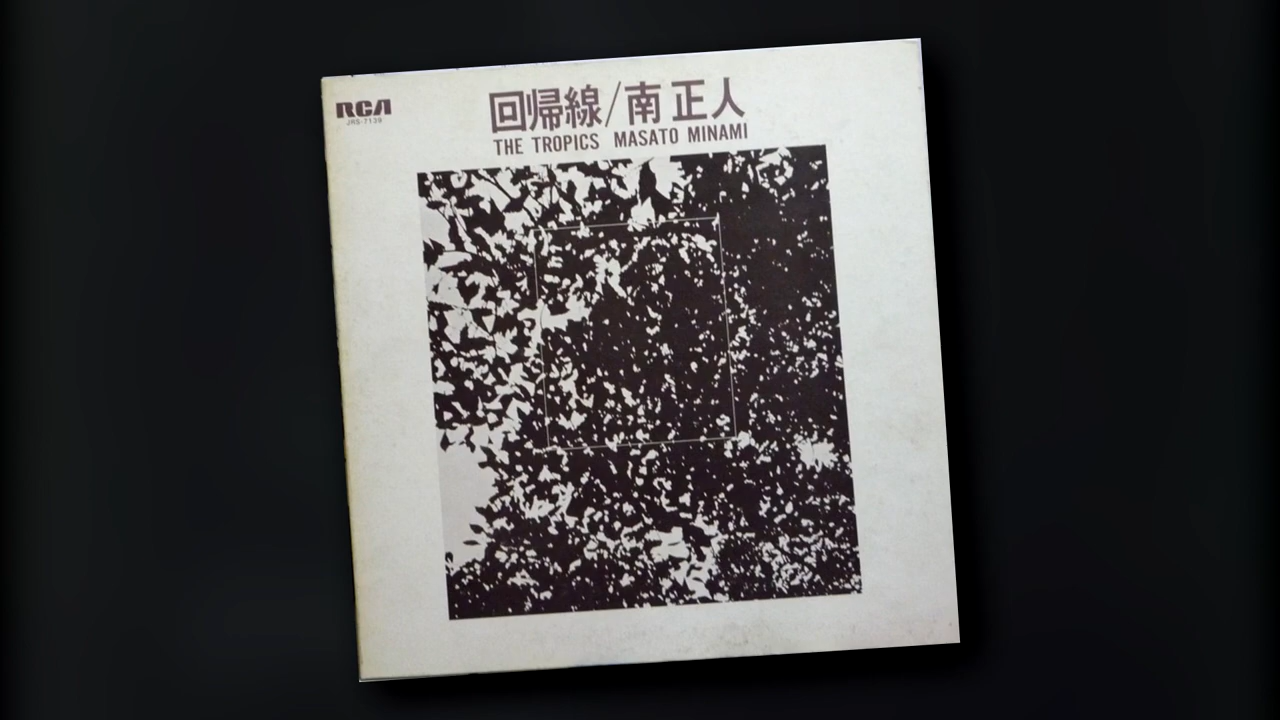 RCA
JRS-7139
回帰線/南 正人
THE TROPICS MASATO MINAMI